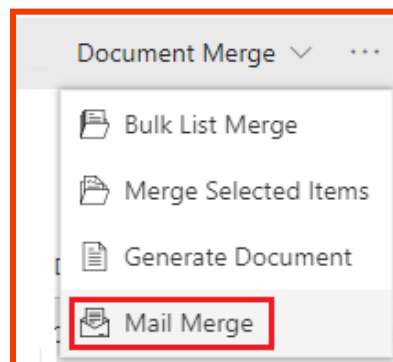 Document Merge
Bulk List Merge
Merge Selected Items
Generate Document
Mail Merge